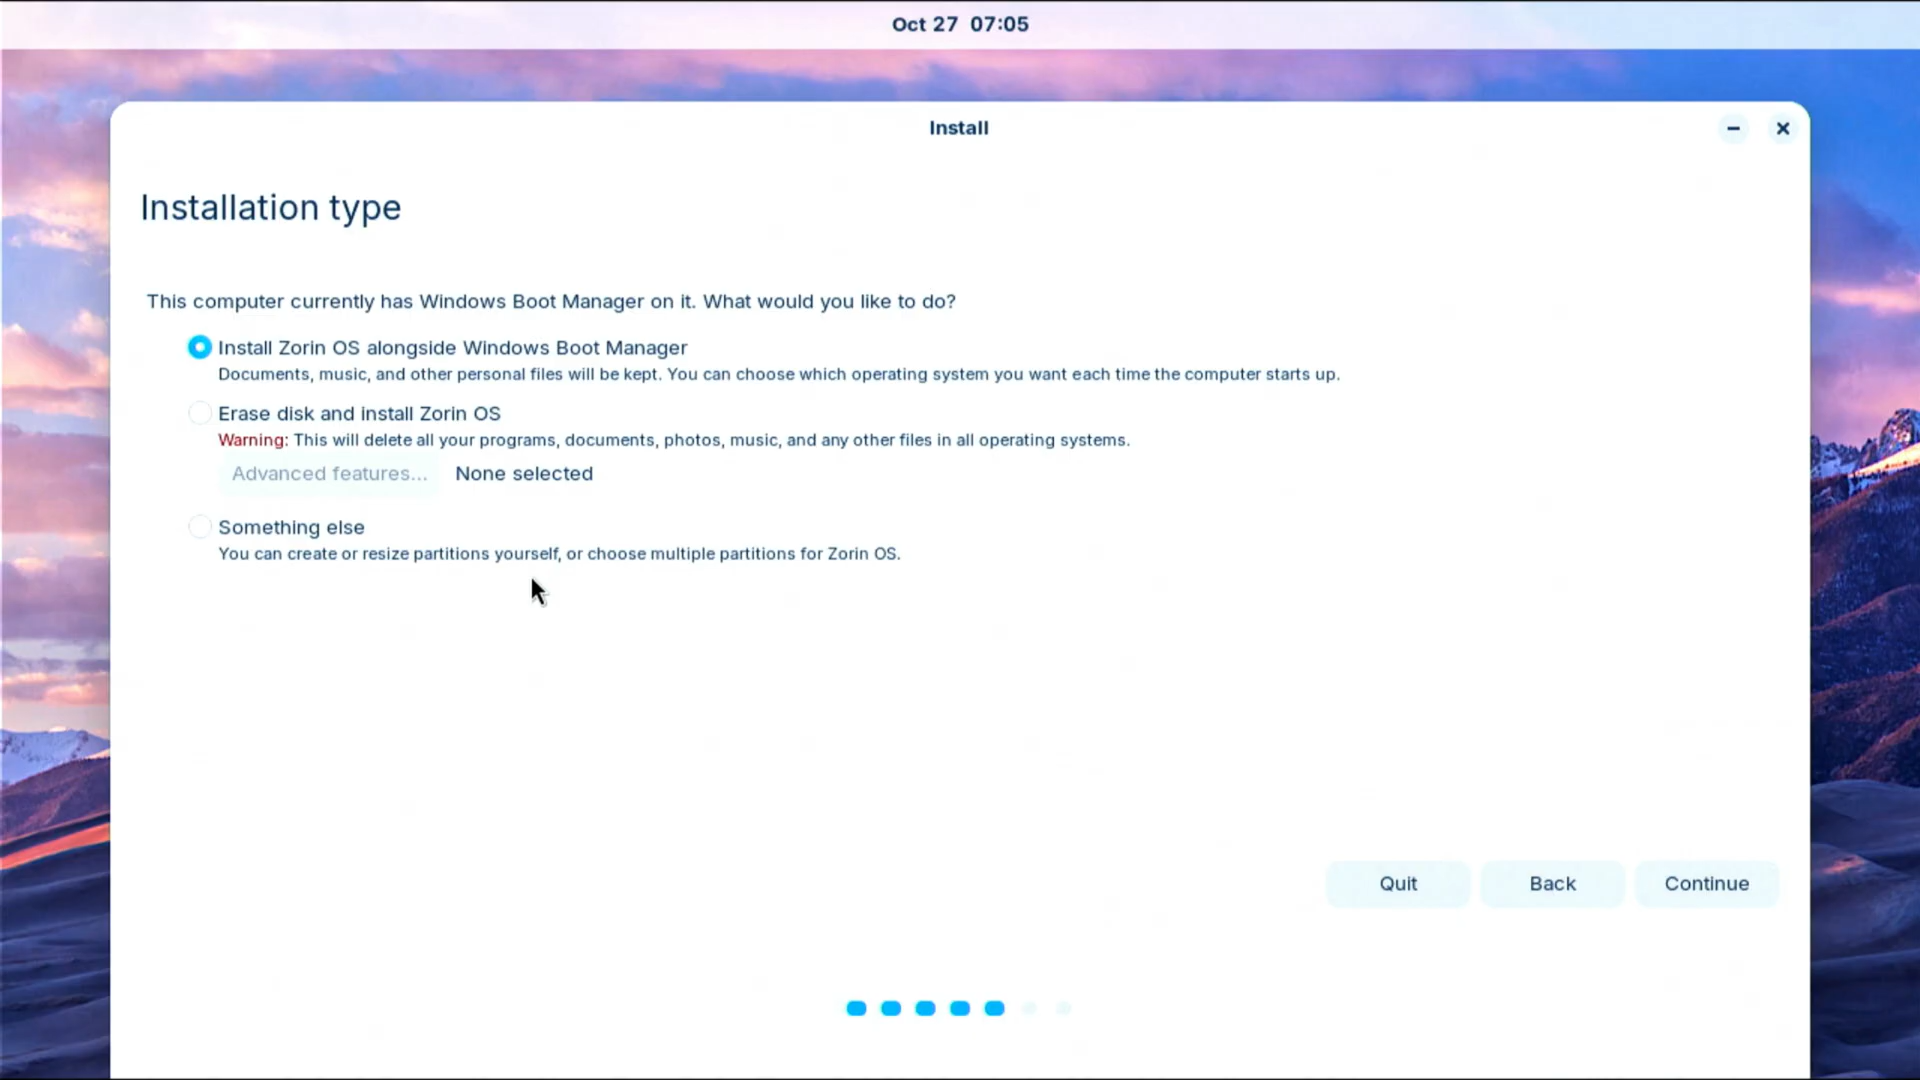 Oct 27 07:05
Install
Installation type
This computer currently has Windows Boot Manager on it. What would you like to do?
Install Zorin OS alongside Windows Boot Manager
Documents, music, and other personal files will be kept. You can choose which operating system you want each time the computer starts up.
Erase disk and install Zorin OS
Warning: This will delete all your programs, documents, photos, music, and any other files in all operating systems.
Advanced features... None selected
Something else
You can create or resize partitions yourself, or choose multiple partitions for Zorin OS.
Quit Back Continue